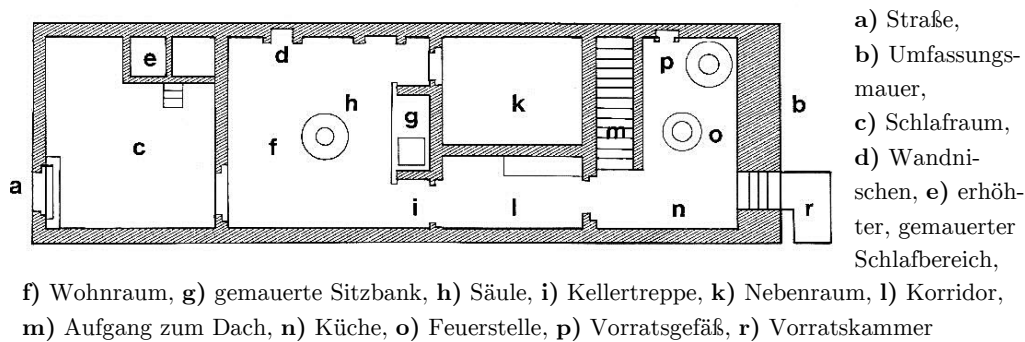 e
d
p
a) Straße,
b) Umfassungs-
mauer,
c) Schlafraum,
d) Wandni-
schen, e) erhöh-
ter, gemauerter
Schlafbereich,
h
g
k
b
c
f
m
o
a
i
l
n
r
f) Wohnraum, g) gemauerte Sitzbank, h) Säule, i) Kellertreppe, k) Nebenraum, l) Korridor,
m) Aufgang zum Dach, n) Küche, o) Feuerstelle, p) Vorratsgefäß, r) Vorratskammer